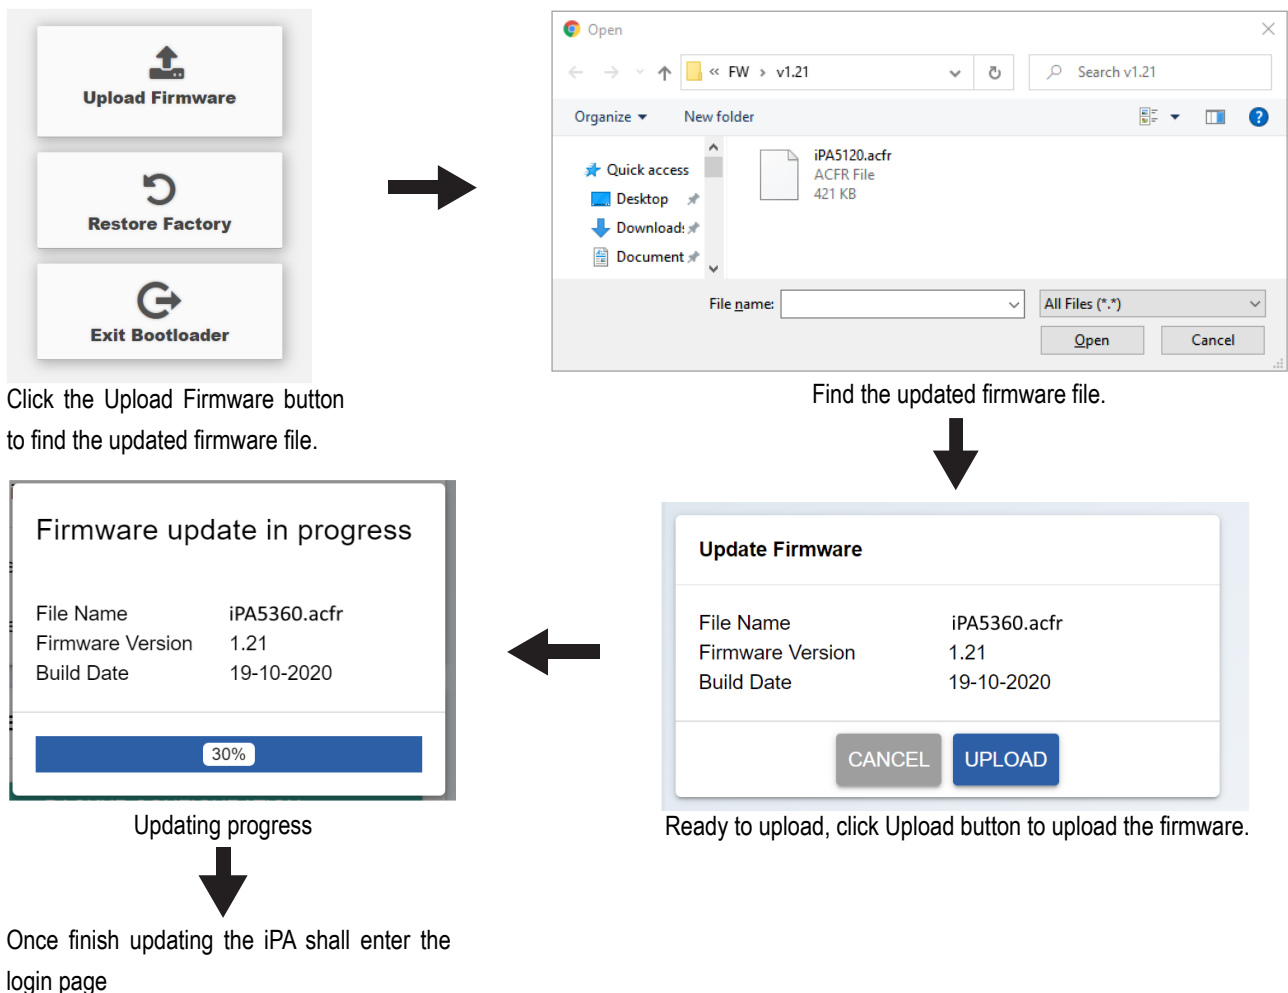 Upload Firmware
Restore Factory
Exit Bootloader
Click the Upload Firmware button
to find the updated firmware file.
Open
« FW > v1.21
Search v1.21
Organize
New folder
Quick access
Desktop
Downloads
Document
iPA5120.acfr
ACFR File
421 KB
File name:
All Files (*.*)
Open
Cancel
Find the updated firmware file.
Update Firmware
File Name iPA5360.acfr
Firmware Version 1.21
Build Date 19-10-2020
CANCEL UPLOAD
Ready to upload, click Upload button to upload the firmware.
Firmware update in progress
File Name iPA5360.acfr
Firmware Version 1.21
Build Date 19-10-2020
30%
Updating progress
Once finish updating the iPA shall enter the
login page